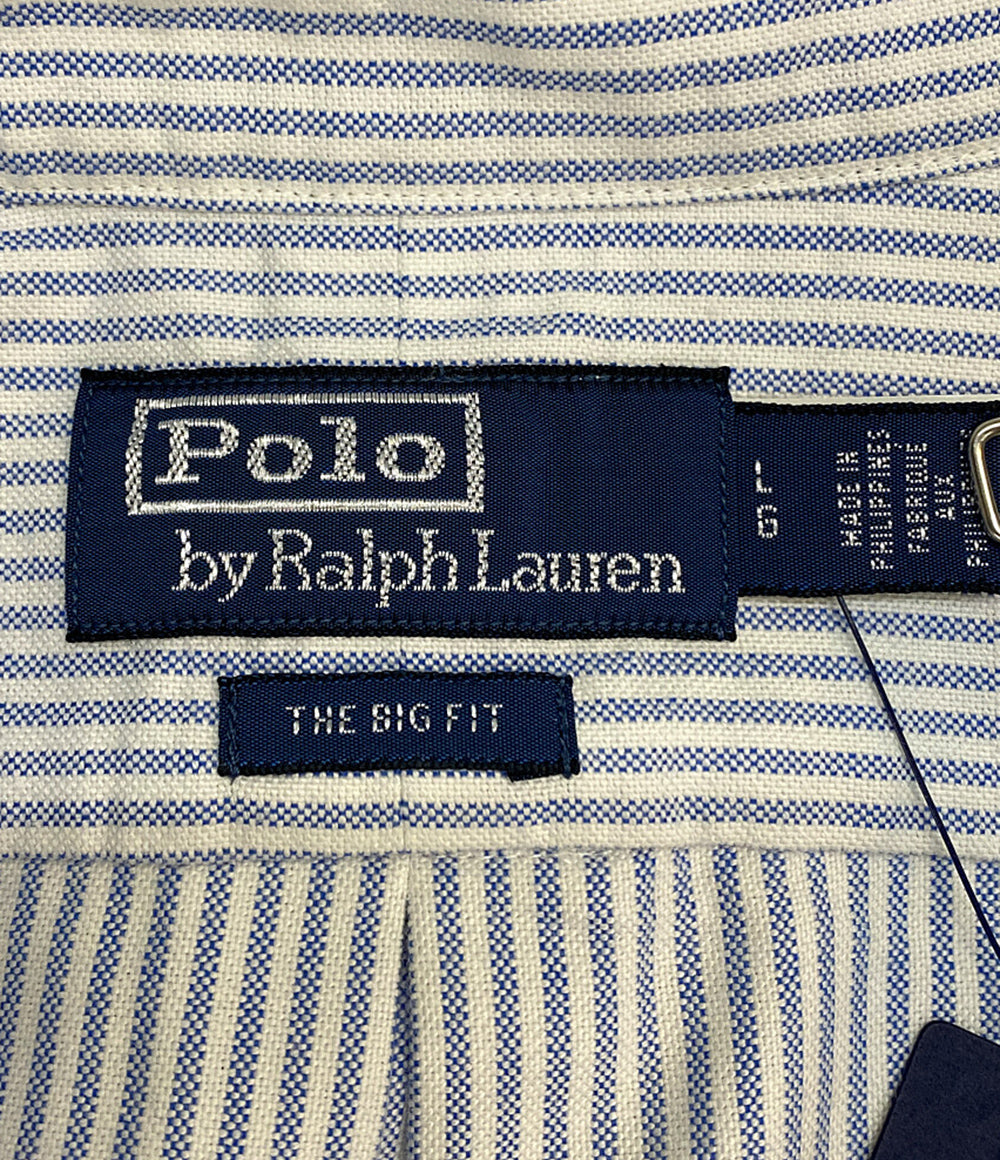 Polo
by Ralph Lauren
L
G
MADE IN
PHILIPPINES
FABRIQUÉ
AUX
THE BIG FIT